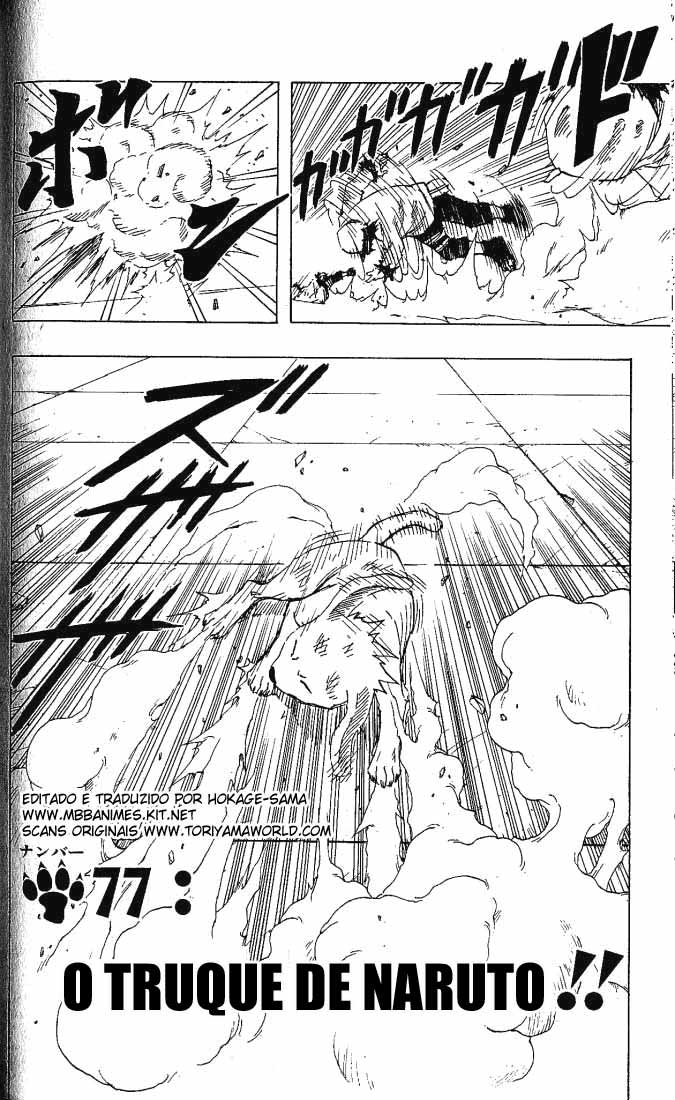 ガガガガド
ボンッ
ズザザザ
EDITADO E TRADUZIDO POR HOKAGE-SAMA
WWW.MBBANIMES.KIT.NET
SCANS ORIGINAIS WWW.TORIYAMAWORLD.COM
ナンバー
77:
O TRUQUE DE NARUTO!!